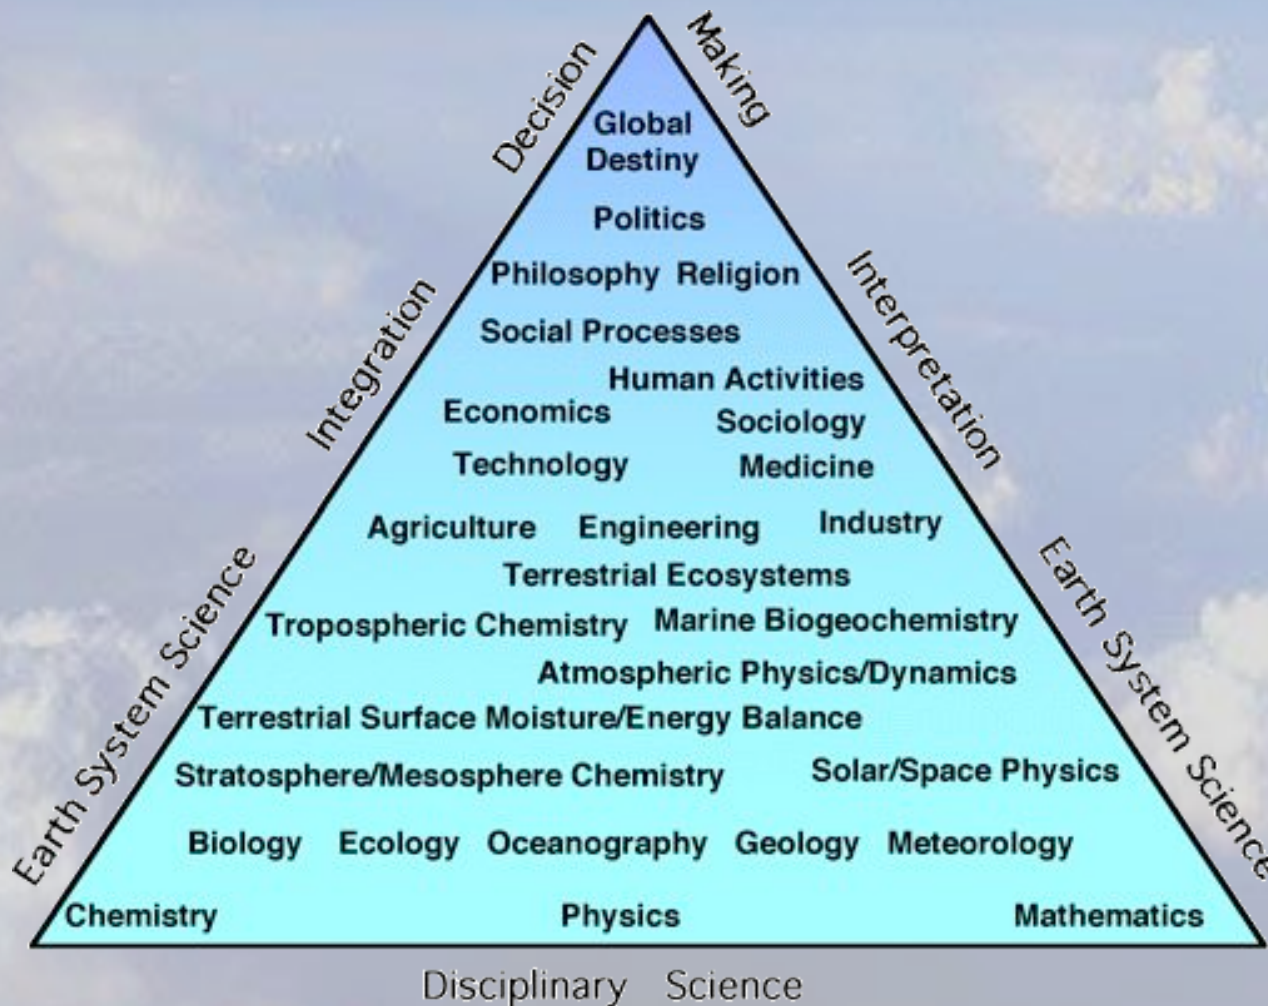 Decision
Making
Global
Destiny
Politics
Philosophy Religion
Integration
Interpretation
Social Processes
Human Activities
Economics
Sociology
Technology Medicine
Agriculture Engineering Industry
Earth System Science
Earth System Science
Terrestrial Ecosystems
Tropospheric Chemistry Marine Biogeochemistry
Atmospheric Physics/Dynamics
Terrestrial Surface Moisture/Energy Balance
Stratosphere/Mesosphere Chemistry Solar/Space Physics
Biology Ecology Oceanography Geology Meteorology
Chemistry Physics Mathematics
Disciplinary Science